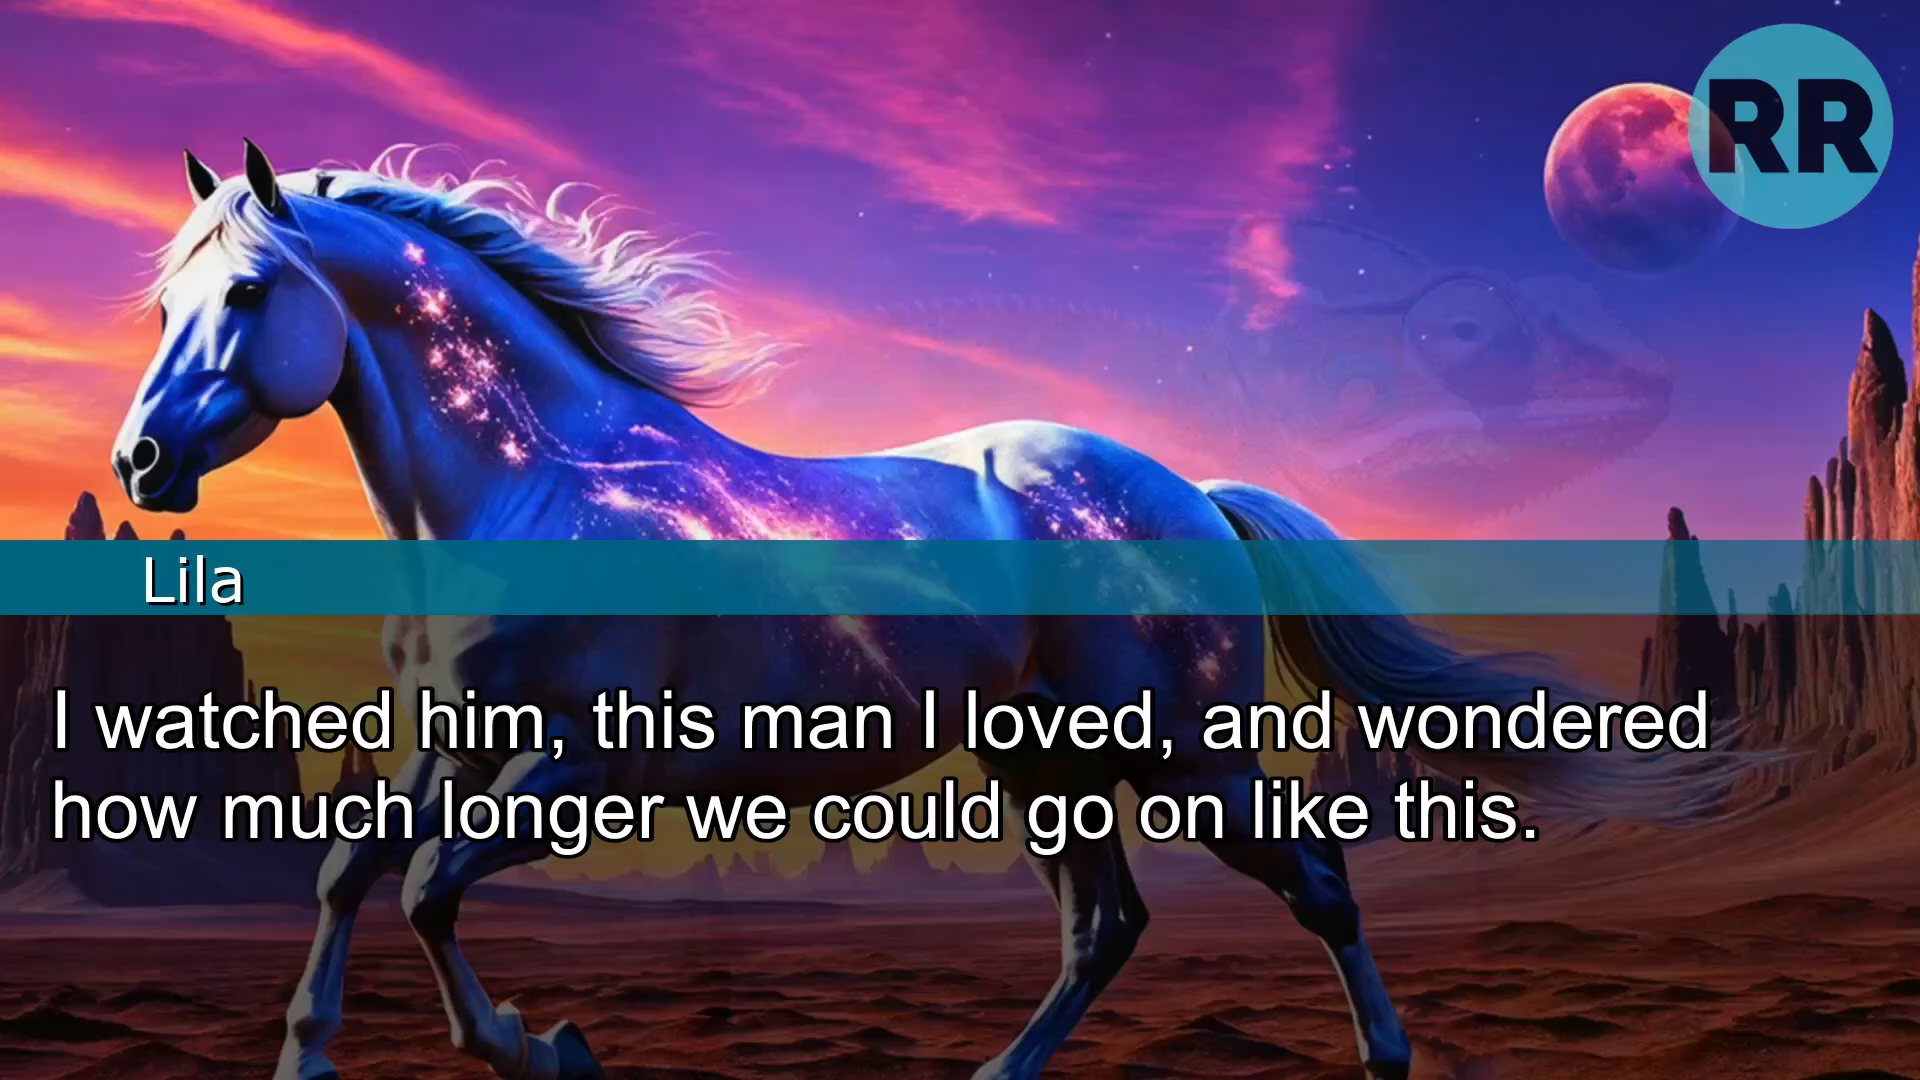 RR
Lila
I watched him, this man I loved, and wondered
how much longer we could go on like this.